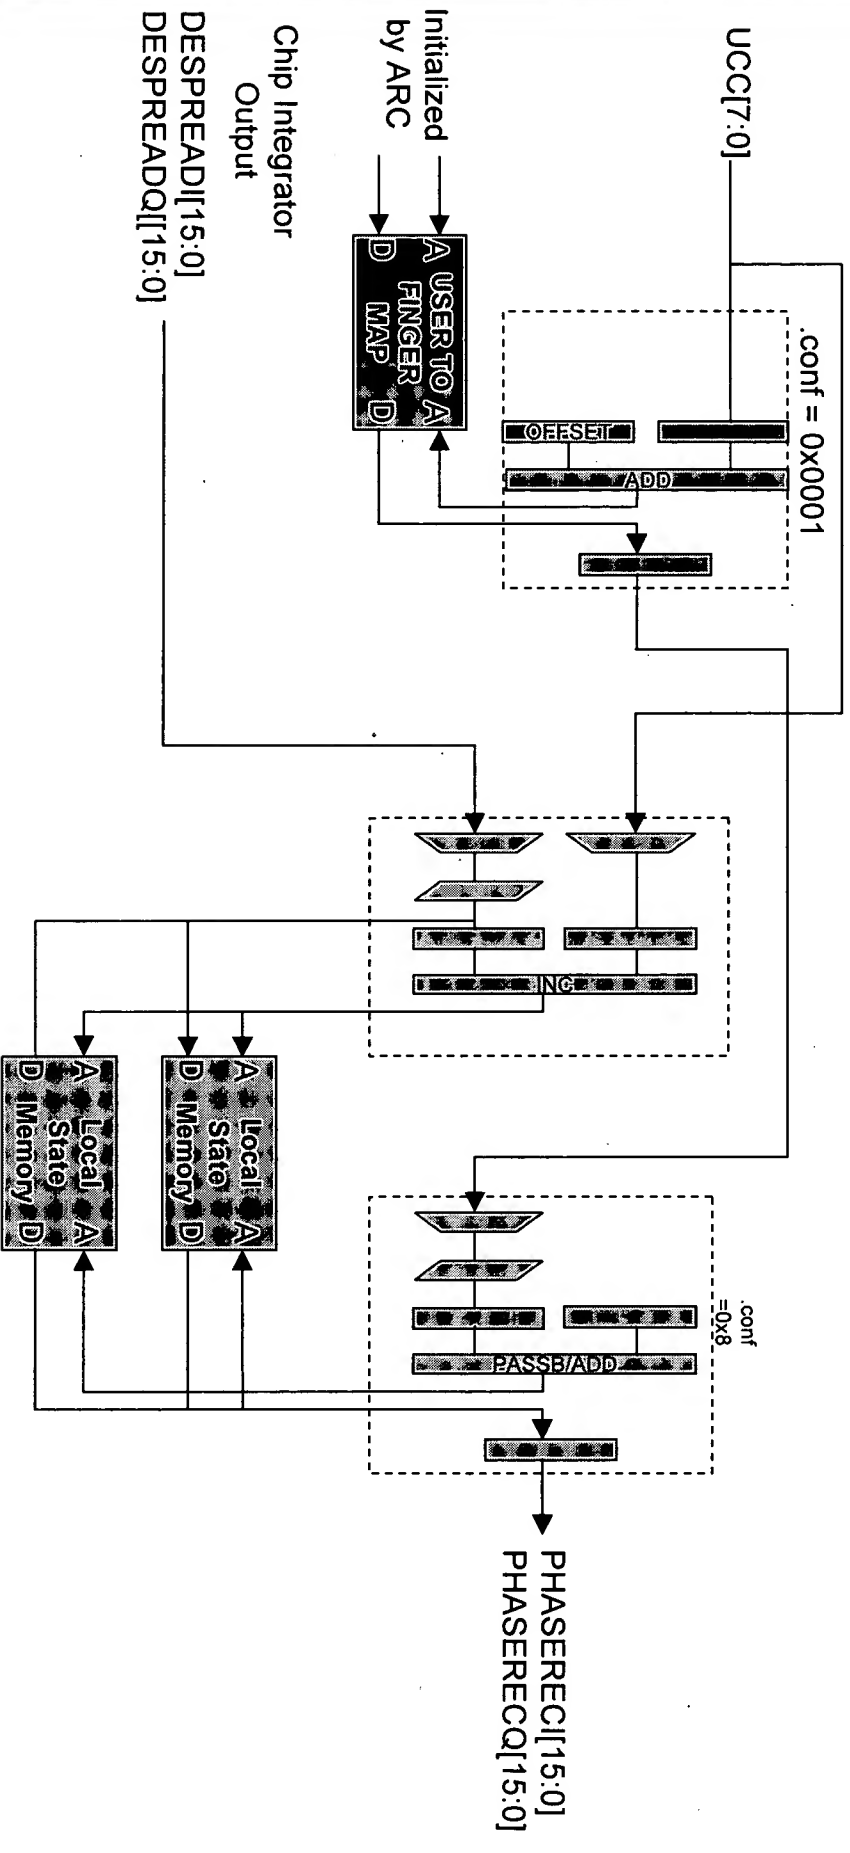 UCC[7:0]
.conf = 0x0001
OFFSET
ADD
Initialized
by ARC
A USER TO A
FINGER
D MAP D
Chip Integrator
Output
DESPREADI[15:0]
DESPREADQ[[15:0]
INC
A Local A
State
D Memory D
A Local A
State
D Memory D
.conf
=0x8
PASSB/ADD
PHASERECI[15:0]
PHASERECQ[15:0]